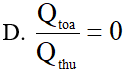 D. Q_toa / Q_thu = 0